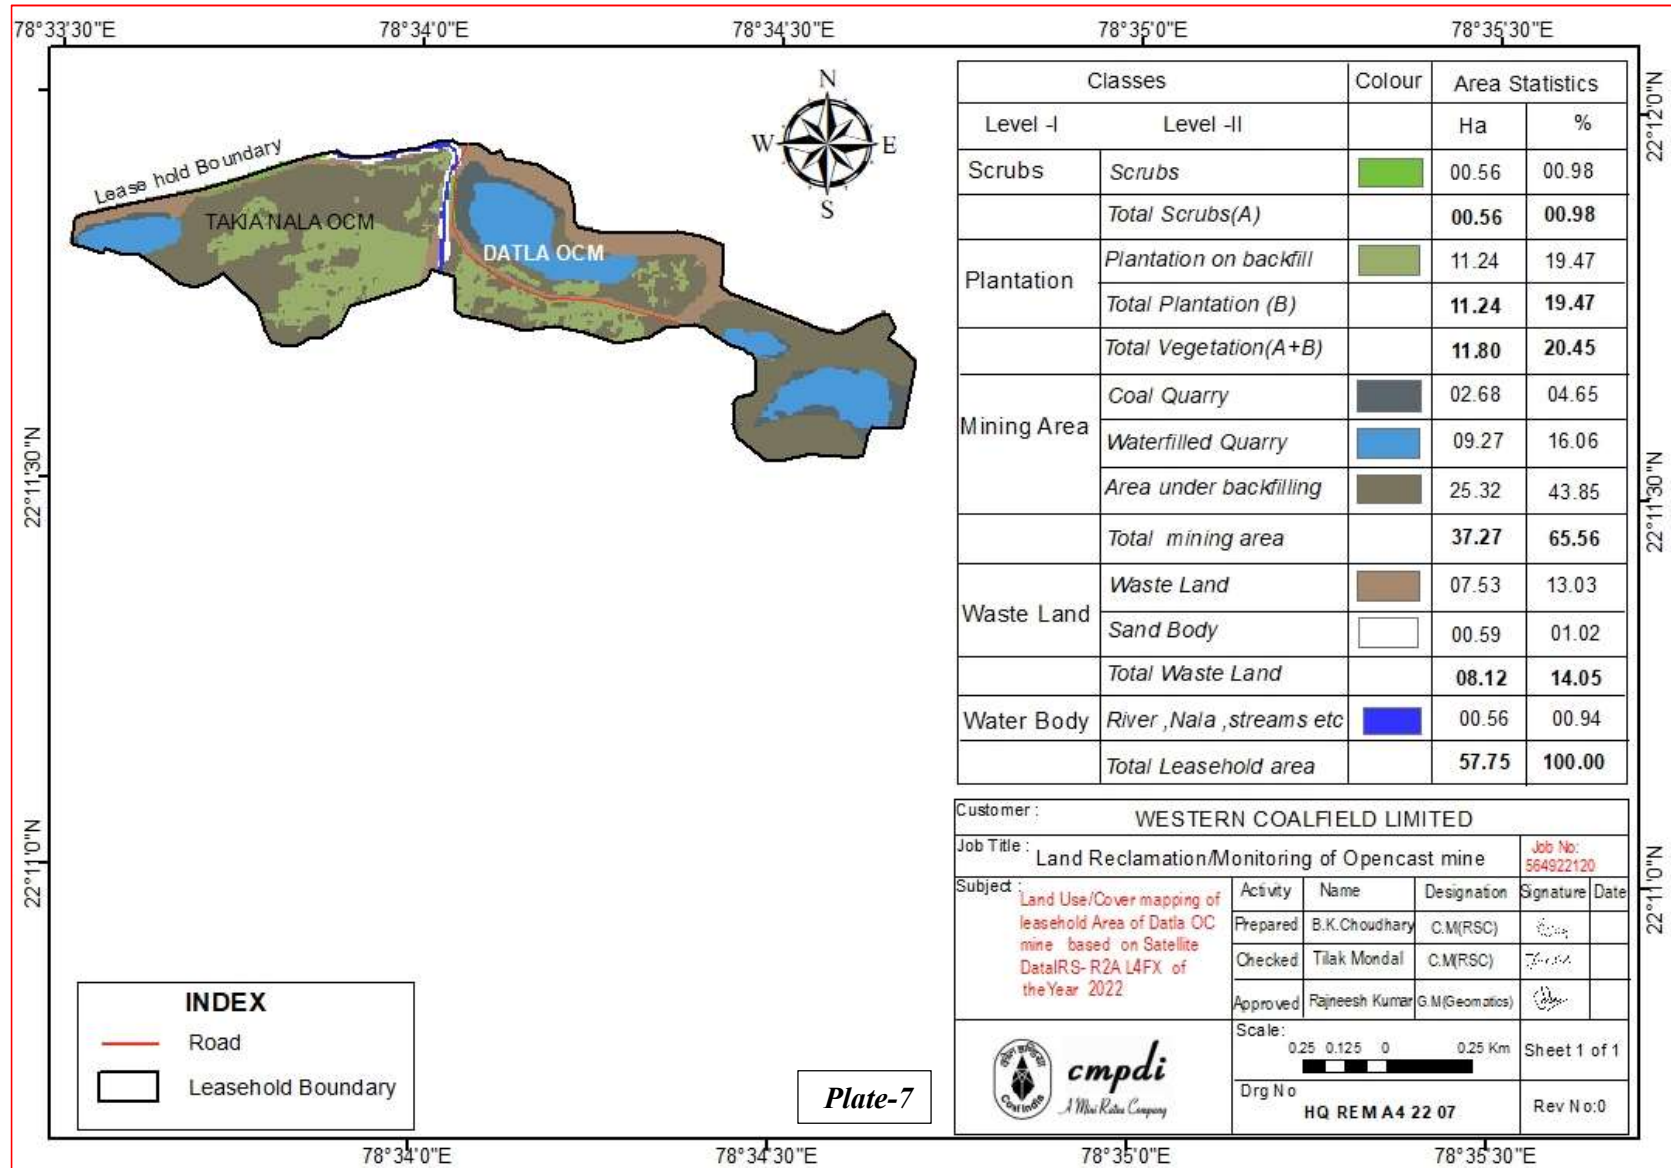 78°33'30"E 78°34'0"E 78°34'30"E 78°35'0"E 78°35'30"E
22°12'0"N
22°11'30"N
22°11'0"N
22°11'30"N
22°11'0"N
N
W E
S
Lease hold Boundary
TAKIA NALA OCM
DATLA OCM
Classes Colour Area Statistics
Level -I Level -II Ha %
Scrubs Scrubs 00.56 00.98
Total Scrubs(A) 00.56 00.98
Plantation Plantation on backfill 11.24 19.47
Total Plantation (B) 11.24 19.47
Total Vegetation(A+B) 11.80 20.45
Mining Area Coal Quarry 02.68 04.65
Waterfilled Quarry 09.27 16.06
Area under backfilling 25.32 43.85
Total mining area 37.27 65.56
Waste Land Waste Land 07.53 13.03
Sand Body 00.59 01.02
Total Waste Land 08.12 14.05
Water Body River ,Nala ,streams etc 00.56 00.94
Total Leasehold area 57.75 100.00
Customer : WESTERN COALFIELD LIMITED
Job Title : Land Reclamation/Monitoring of Opencast mine
Job No:
564922120
Subject :
Land Use/Cover mapping of
leasehold Area of Datla OC
mine based on Satellite
DataIRS- R2A L4FX of
theYear 2022
Activity Name Designation Signature Date
Prepared B.K.Choudhary C.M(RSC)
Checked Tilak Mondal C.M(RSC)
Approved Rajneesh Kumar G.M(Geomatics)
Scale:
0.25 0.125 0 0.25 Km
Sheet 1 of 1
Drg No
HQ REM A4 22 07
Rev No:0
Coal India
cmpdi
A Mini Ratna Company
INDEX
Road
Leasehold Boundary
Plate-7
78°34'0"E 78°34'30"E 78°35'0"E 78°35'30"E